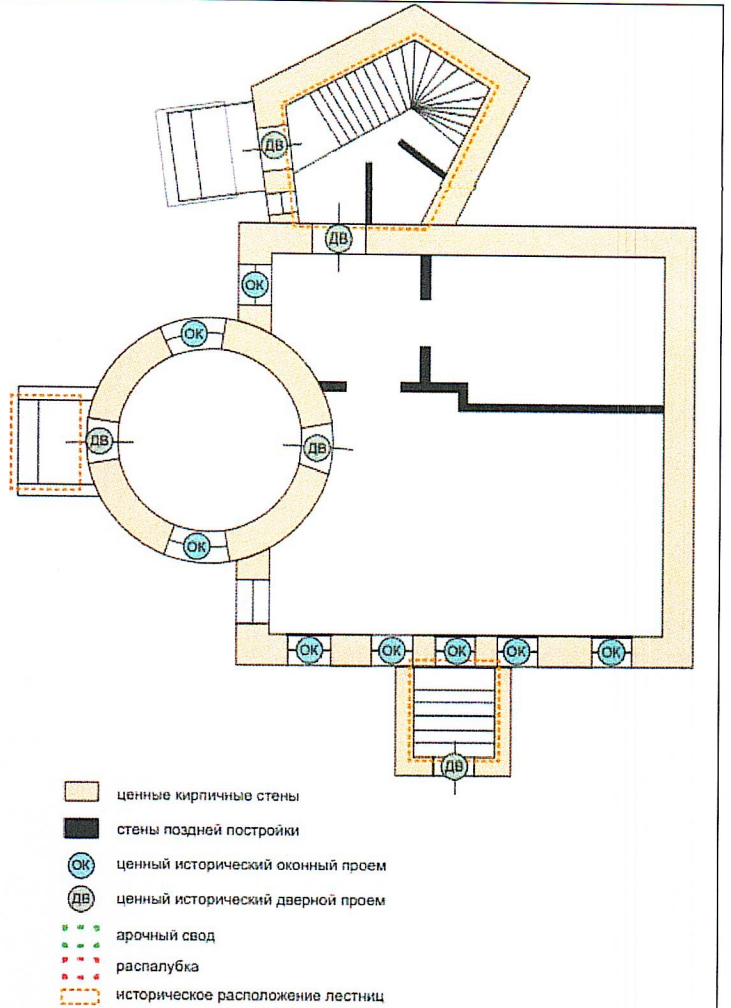 ДВ
ДВ
ОК
ОК
ДВ
ДВ
ОК
ОК
ОК
ОК
ОК
ОК
ДВ
ценные кирпичные стены
стены поздней постройки
ОК ценный исторический оконный проем
ДВ ценный исторический дверной проем
арочный свод
распалубка
историческое расположение лестниц